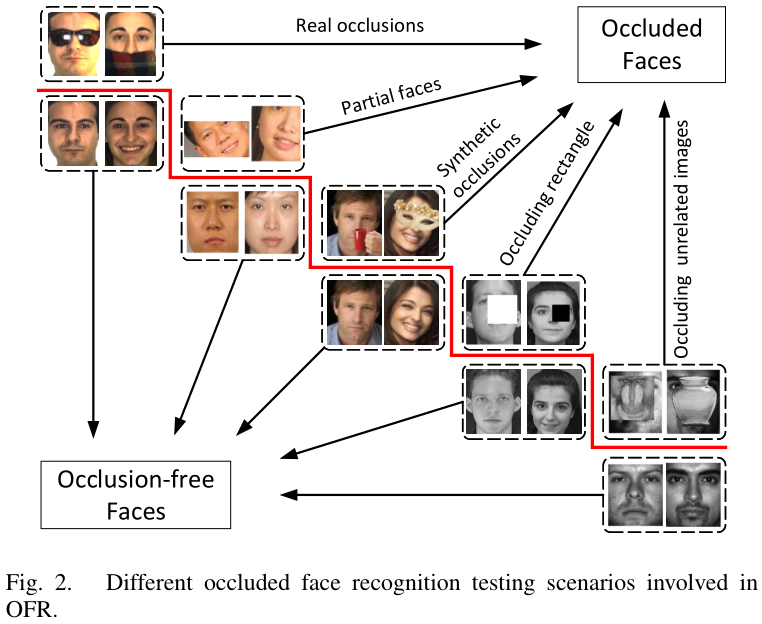 Real occlusions
Occluded
Faces
Partial faces
Synthetic
occlusions
Occluding rectangle
Occluding unrelated images
Occlusion-free
Faces
Fig. 2. Different occluded face recognition testing scenarios involved in
OFR.